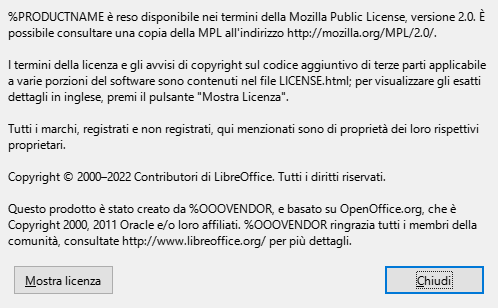 %PRODUCTNAME è reso disponibile nei termini della Mozilla Public License, versione 2.0. È
possibile consultare una copia della MPL all'indirizzo http://mozilla.org/MPL/2.0/.
I termini della licenza e gli avvisi di copyright sul codice aggiuntivo di terze parti applicabile
a varie porzioni del software sono contenuti nel file LICENSE.html; per visualizzare gli esatti
dettagli in inglese, premi il pulsante "Mostra Licenza".
Tutti i marchi, registrati e non registrati, qui menzionati sono di proprietà dei loro rispettivi
proprietari.
Copyright © 2000–2022 Contributori di LibreOffice. Tutti i diritti riservati.
Questo prodotto è stato creato da %OOOVENDOR, e basato su OpenOffice.org, che è
Copyright 2000, 2011 Oracle e/o loro affiliati. %OOOVENDOR ringrazia tutti i membri della
comunità, consultate http://www.libreoffice.org/ per più dettagli.
Mostra licenza
Chiudi